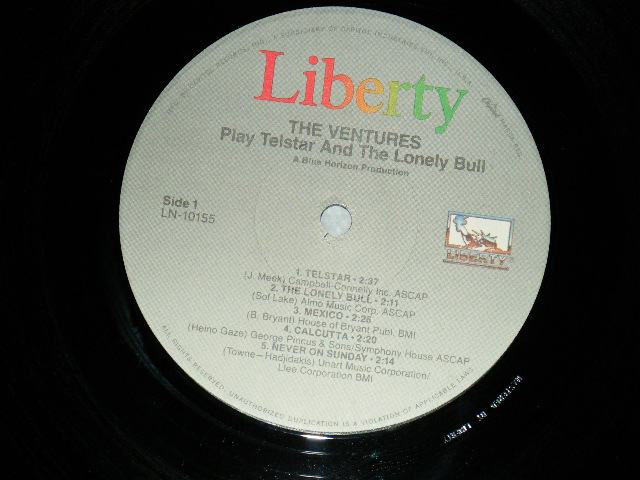 Liberty
THE VENTURES
Play Telstar And The Lonely Bull
A Blue Horizon Production
Side 1
LN-10155
LIBERTY
1. TELSTAR • 2:37
(J. Meek) Campbell-Connelly Inc. ASCAP
2. THE LONELY BULL • 2:11
(Sol Lake) Almo Music Corp. ASCAP
3. MEXICO • 2:26
(B. Bryant) House of Bryant Publ. BMI
4. CALCUTTA • 2:20
(Heino Gaze) George Pincus & Sons/Symphony House ASCAP
5. NEVER ON SUNDAY • 2:14
(Towne—Hadjidakis) Unart Music Corporation/
Llee Corporation BMI
ALL RIGHTS RESERVED. UNAUTHORIZED DUPLICATION IS A VIOLATION OF APPLICABLE LAWS
MASTERED BY LIBERTY